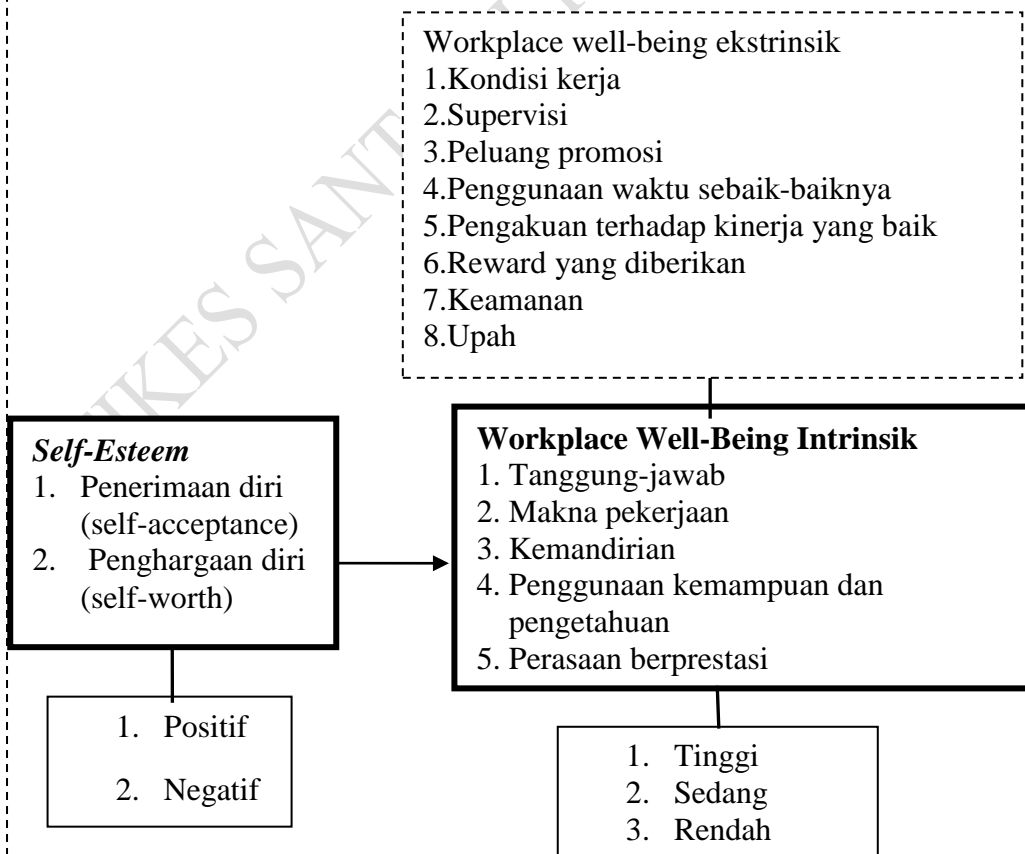 Workplace well-being ekstrinsik
1.Kondisi kerja
2.Supervisi
3.Peluang promosi
4.Penggunaan waktu sebaik-baiknya
5.Pengakuan terhadap kinerja yang baik
6.Reward yang diberikan
7.Keamanan
8.Upah
Self-Esteem
1. Penerimaan diri
(self-acceptance)
2. Penghargaan diri
(self-worth)
Workplace Well-Being Intrinsik
1. Tanggung-jawab
2. Makna pekerjaan
3. Kemandirian
4. Penggunaan kemampuan dan
pengetahuan
5. Perasaan berprestasi
1. Positif
2. Negatif
1. Tinggi
2. Sedang
3. Rendah